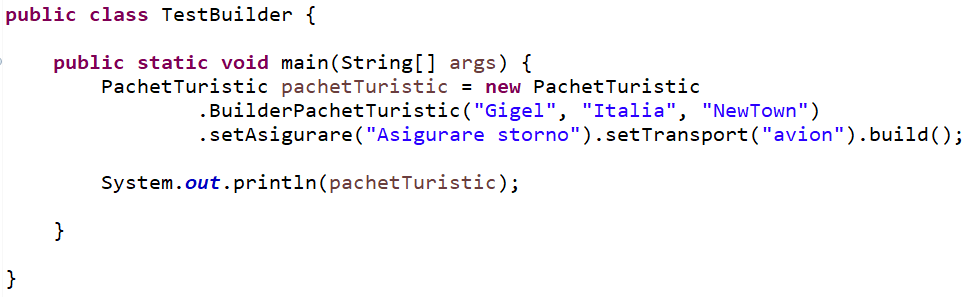 public class TestBuilder {
public static void main(String[] args) {
PachetTuristic pachetTuristic = new PachetTuristic
.BuilderPachetTuristic("Gigel", "Italia", "NewTown")
.setAsigurare("Asigurare storno").setTransport("avion").build();
System.out.println(pachetTuristic);
}
}